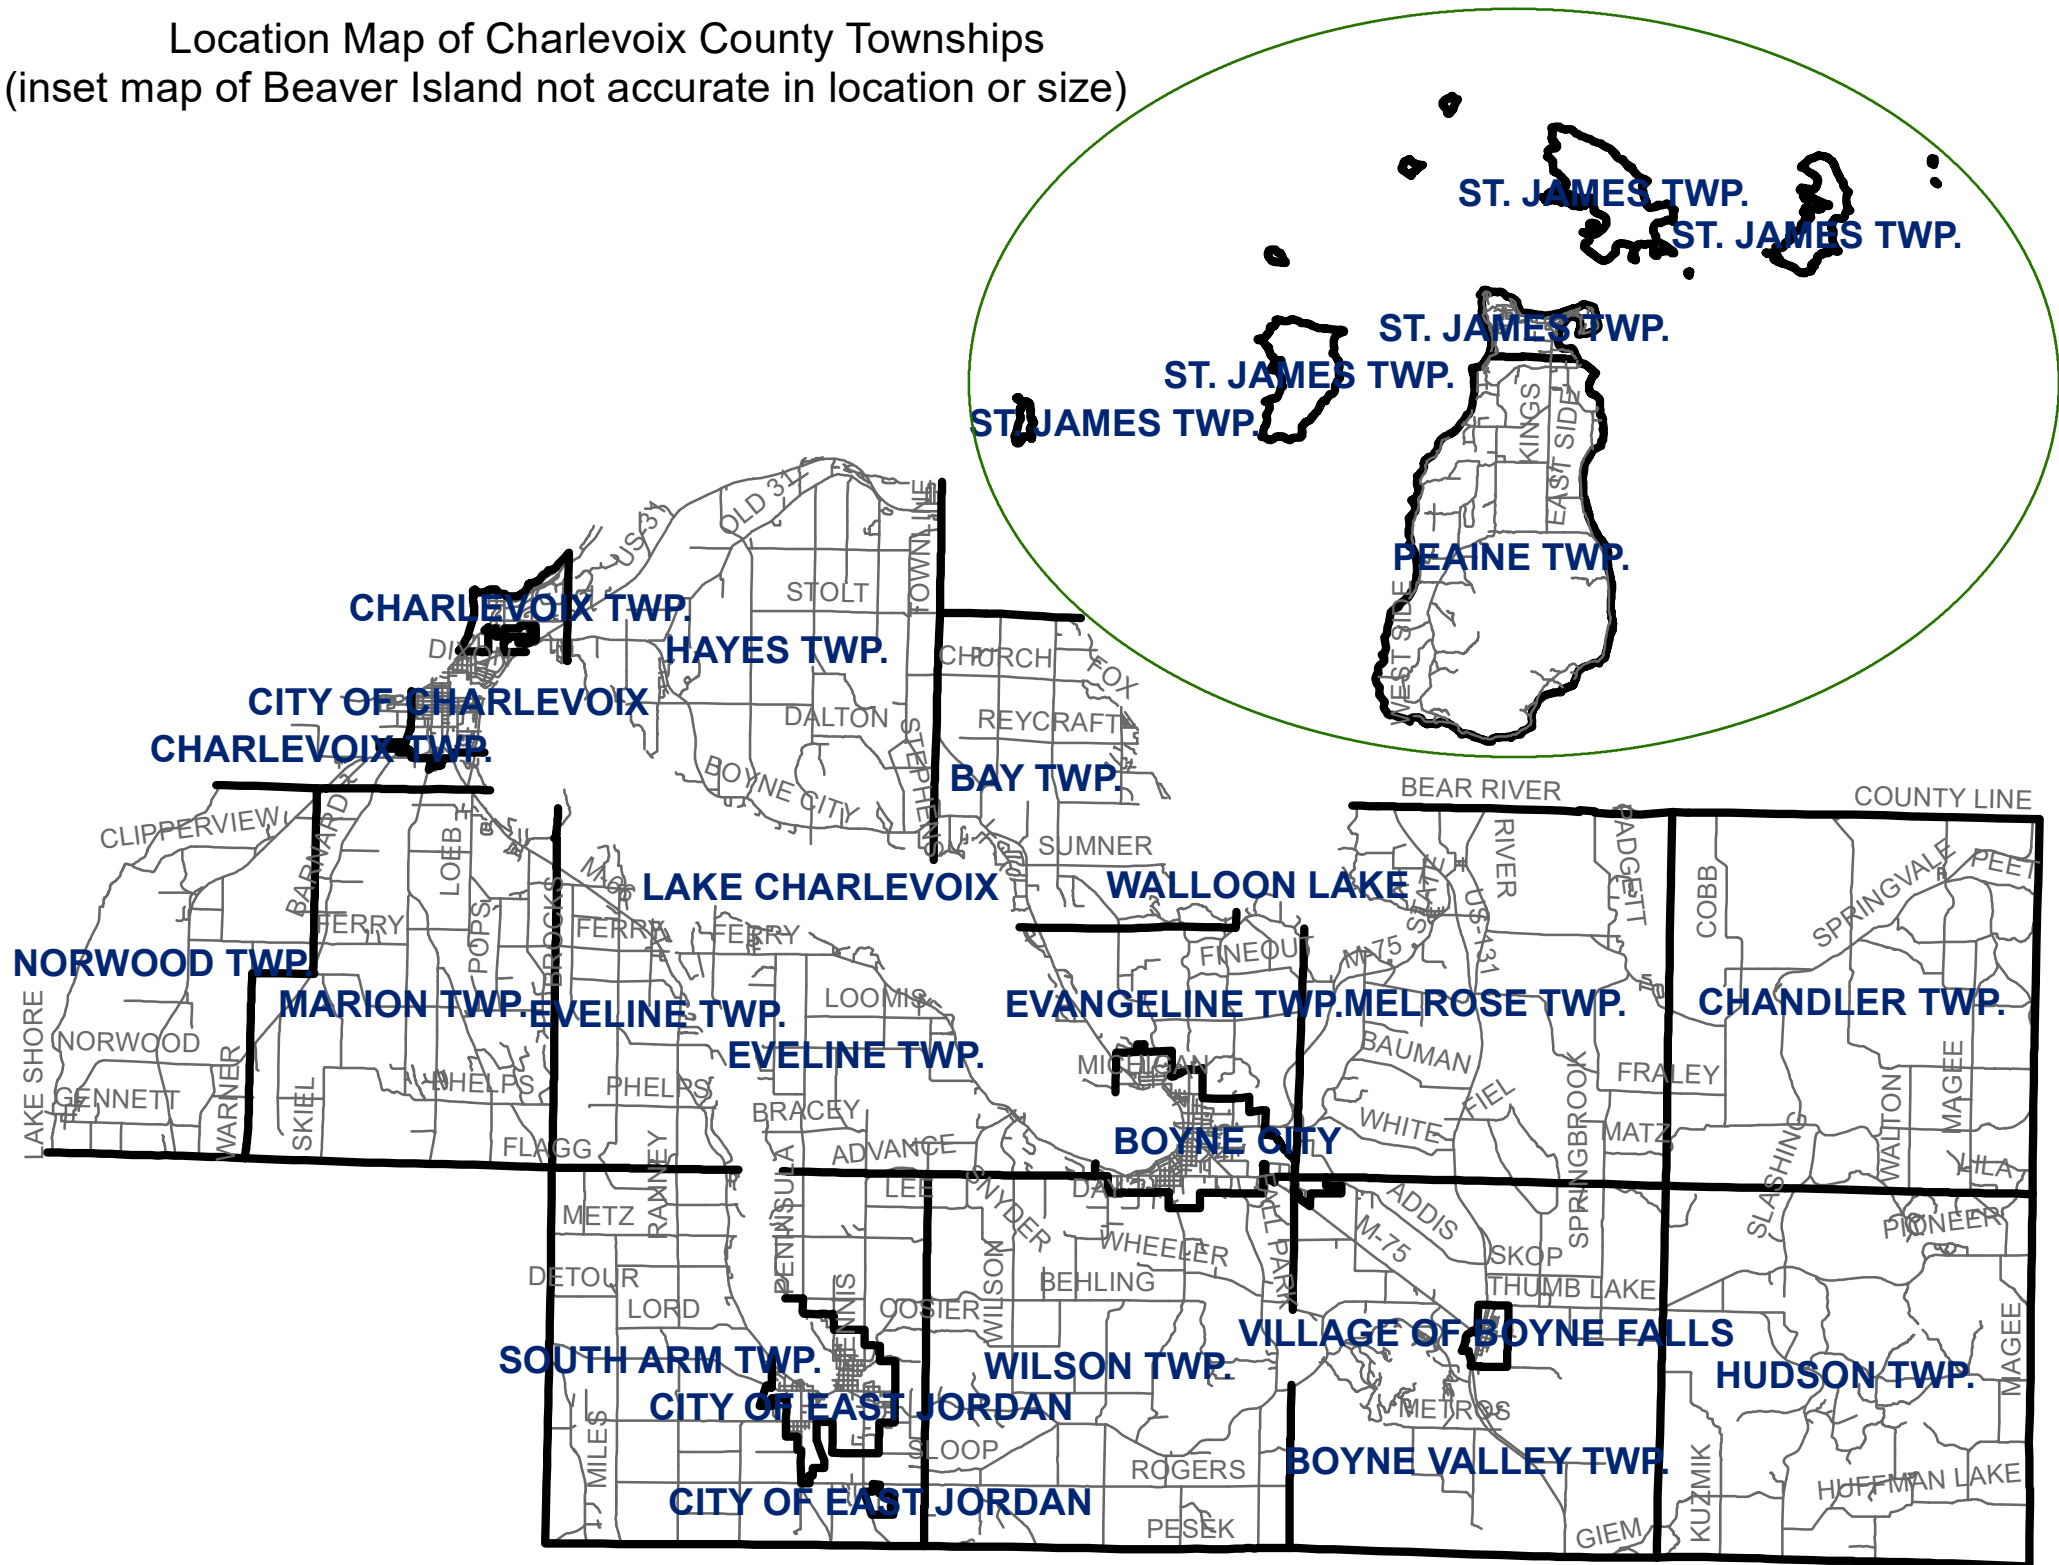 Location Map of Charlevoix County Townships
(inset map of Beaver Island not accurate in location or size)
ST. JAMES TWP.
ST. JAMES TWP.
ST. JAMES TWP.
ST. JAMES TWP.
ST. JAMES TWP.
KINGS
EAST SIDE
PEAINE TWP.
WEST SIDE
OLD 31
US-31
TOWNLINE
STOLT
CHARLEVOIX TWP.
DIXON
HAYES TWP.
CHURCH
FOX
CITY OF CHARLEVOIX
DALTON
REYCRAFT
CHARLEVOIX TWP.
STEPHENS
BOYNE CITY
BAY TWP.
BEAR RIVER
COUNTY LINE
CLIPPERVIEW
BARNARD
LOEB
SUMNER
RIVER
PADGETT
SPRINGVALE
PEET
M-66
LAKE CHARLEVOIX
WALLOON LAKE
STATE
COBB
BROCKS
FERRY
POPS
FERRY
FERRY
FINEOUT
M-75
US-131
NORWOOD TWP.
MARION TWP.
EVELINE TWP.
LOOMIS
EVANGELINE TWP.
MELROSE TWP.
CHANDLER TWP.
LAKE SHORE
NORWOOD
EVELINE TWP.
MICHIGAN
BAUMAN
FRALEY
MAGEE
GENNETT
WARNER
SKIEL
PHELPS
PHELPS
BRACEY
WHITE
FIEL
SPRINGBROOK
MATZ
WALTON
FLAGG
RANNEY
ADVANCE
BOYNE CITY
SLASHING
LILA
PENINSULA
LEE
SNYDER
DAY
EMILL PARK
ADDIS
METZ
M-75
PIONEER
WHEELER
SKOP
DETOUR
BEHLING
THUMB LAKE
LORD
ENNIS
OOSIER
WILSON
MAGEE
VILLAGE OF BOYNE FALLS
SOUTH ARM TWP.
WILSON TWP.
HUDSON TWP.
CITY OF EAST JORDAN
METROS
MILES
SLOOP
ROGERS
BOYNE VALLEY TWP.
KUZMIK
HUFFMAN LAKE
CITY OF EAST JORDAN
PESEK
GIEM